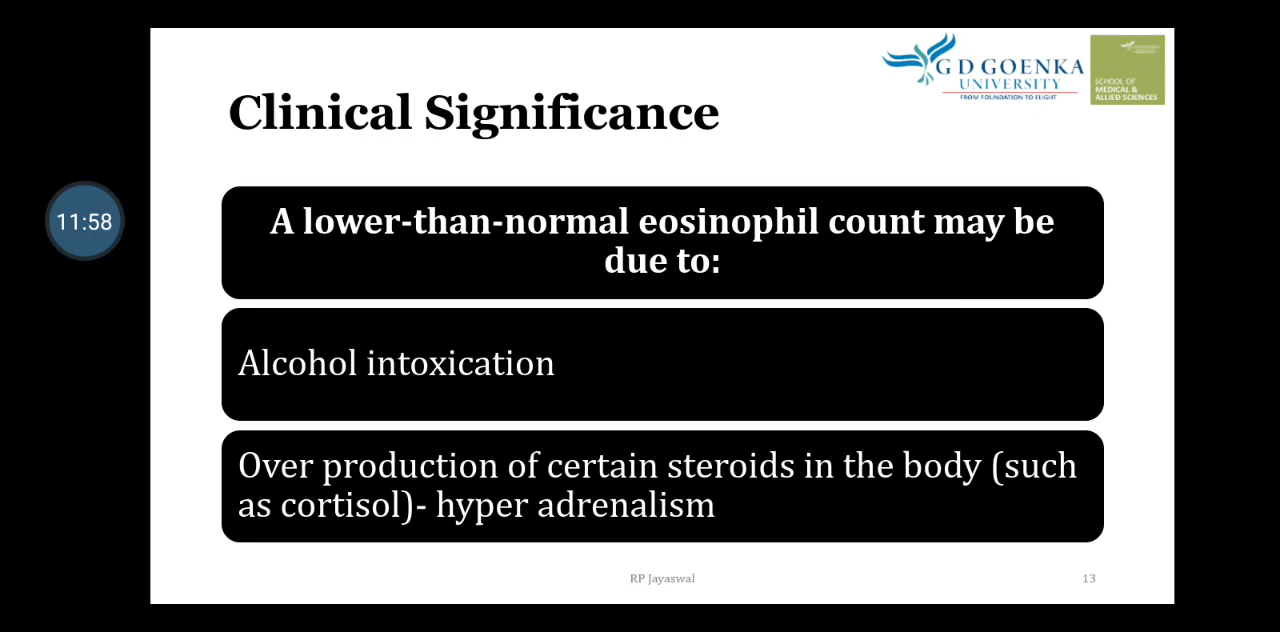 G D GOENKA
UNIVERSITY
FROM FOUNDATION TO FLIGHT
SCHOOL OF
MEDICAL &
ALLIED SCIENCES
Clinical Significance
11:58
A lower-than-normal eosinophil count may be
due to:
Alcohol intoxication
Over production of certain steroids in the body (such
as cortisol)- hyper adrenalism
RP Jayaswal
13